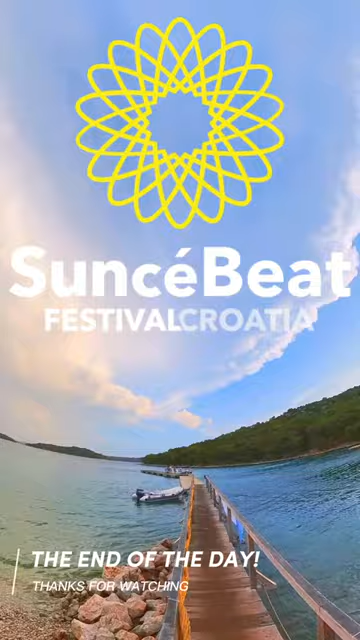 SuncéBeat
FESTIVALCROATIA
THE END OF THE DAY!
THANKS FOR WATCHING